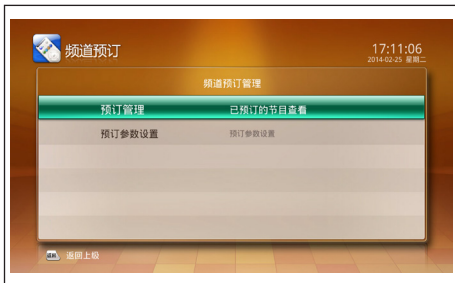 频道预订
17:11:06
2014-02-25 星期二
频道预订管理
预订管理 已预订的节目查看
预订参数设置 预订参数设置
返回上级